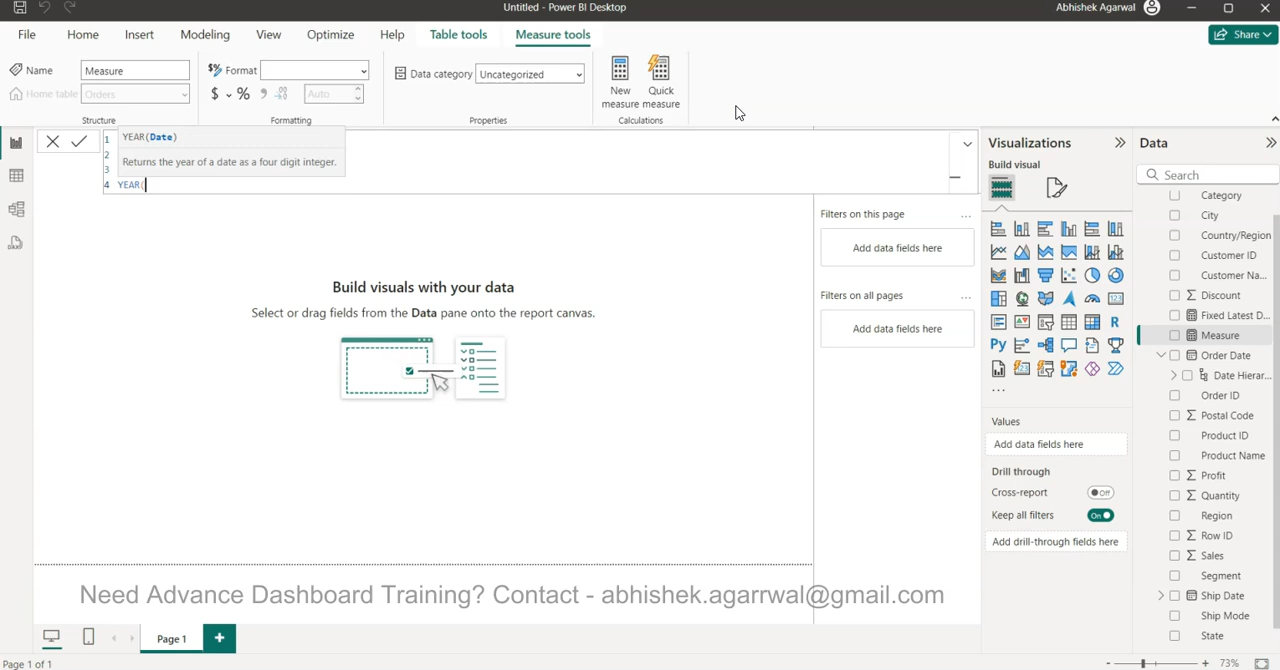 Untitled - Power BI Desktop
Abhishek Agarwal
File
Home
Insert
Modeling
View
Optimize
Help
Table tools
Measure tools
Share
Name
Measure
Home table
Orders
Structure
Format
$ % 9 .00
Auto
Formatting
Data category
Uncategorized
Properties
New measure
Quick measure
Calculations
YEAR(Date)
Returns the year of a date as a four digit integer.
1
2
3
4 YEAR(
Build visuals with your data
Select or drag fields from the Data pane onto the report canvas.
Filters on this page
...
Add data fields here
Filters on all pages
...
Add data fields here
Visualizations
Build visual
R
Py
123
...
Values
Add data fields here
Drill through
Cross-report
Off
Keep all filters
On
Add drill-through fields here
Data
Search
Category
City
Country/Region
Customer ID
Customer Na...
Discount
Fixed Latest D...
Measure
Order Date
Date Hierar...
Order ID
Postal Code
Product ID
Product Name
Profit
Quantity
Region
Row ID
Sales
Segment
Ship Date
Ship Mode
State
Need Advance Dashboard Training? Contact - abhishek.agarrwal@gmail.com
Page 1
+
Page 1 of 1
- + 73%